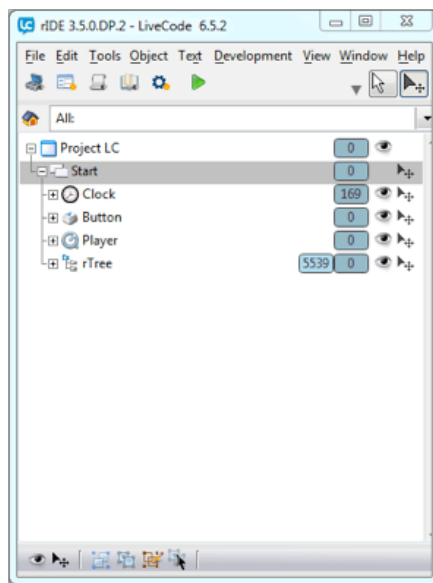 rIDE 3.5.0.DP.2 - LiveCode 6.5.2
File Edit Tools Object Text Development View Window Help
All:
Project LC 0
Start 0
Clock 169
Button 0
Player 0
rTree 5539 0